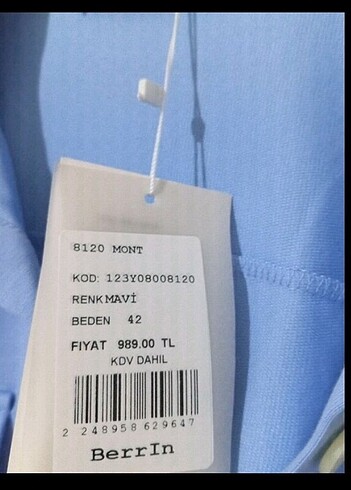 8120 MONT
KOD: 123Y08008120
RENK MAVİ
BEDEN 42
FIYAT 989.00 TL
KDV DAHIL
2 248958 629647
BerrIn